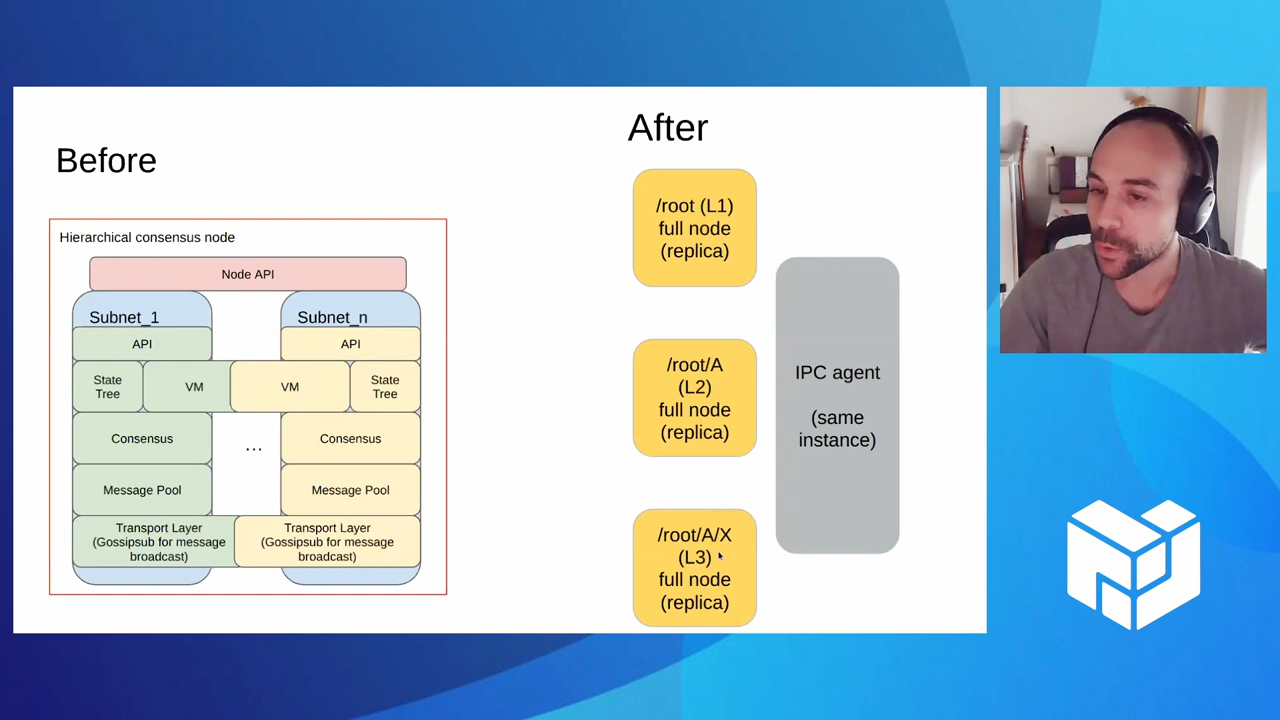 Before
Hierarchical consensus node
Node API
Subnet_1
Subnet_n
API
API
State
Tree
VM
VM
State
Tree
Consensus
Consensus
...
Message Pool
Message Pool
Transport Layer
(Gossipsub for message
broadcast)
Transport Layer
(Gossipsub for message
broadcast)
After
/root (L1)
full node
(replica)
/root/A
(L2)
full node
(replica)
/root/A/X
(L3)
full node
(replica)
IPC agent
(same
instance)